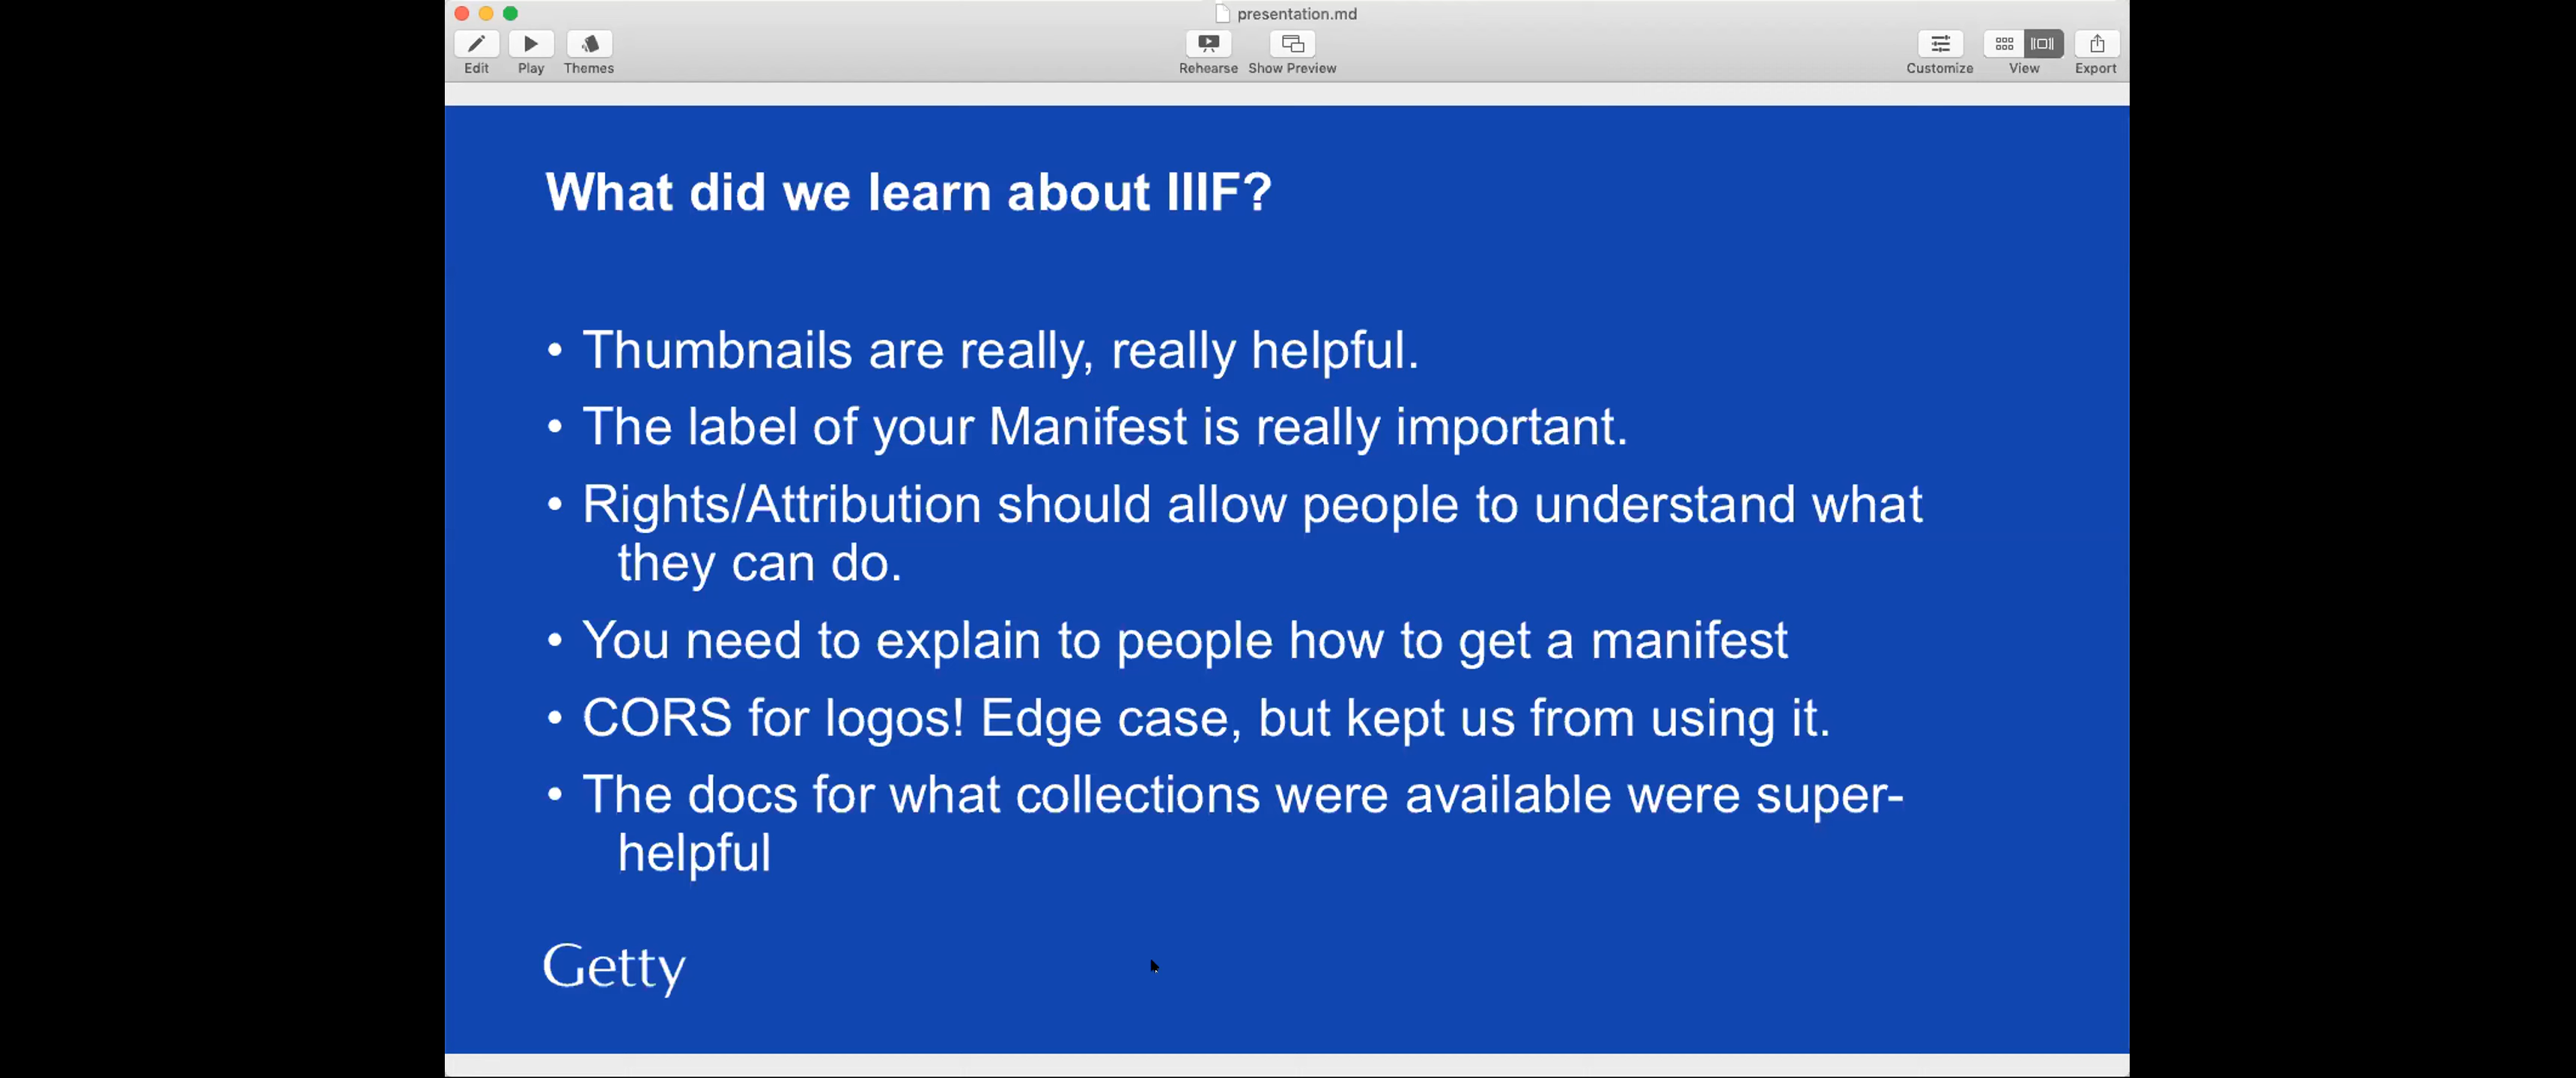 presentation.md
Edit
Play
Themes
Rehearse
Show Preview
Customize
View
Export
What did we learn about IIIF?
• Thumbnails are really, really helpful.
• The label of your Manifest is really important.
• Rights/Attribution should allow people to understand what
they can do.
• You need to explain to people how to get a manifest
• CORS for logos! Edge case, but kept us from using it.
• The docs for what collections were available were super-
helpful
Getty